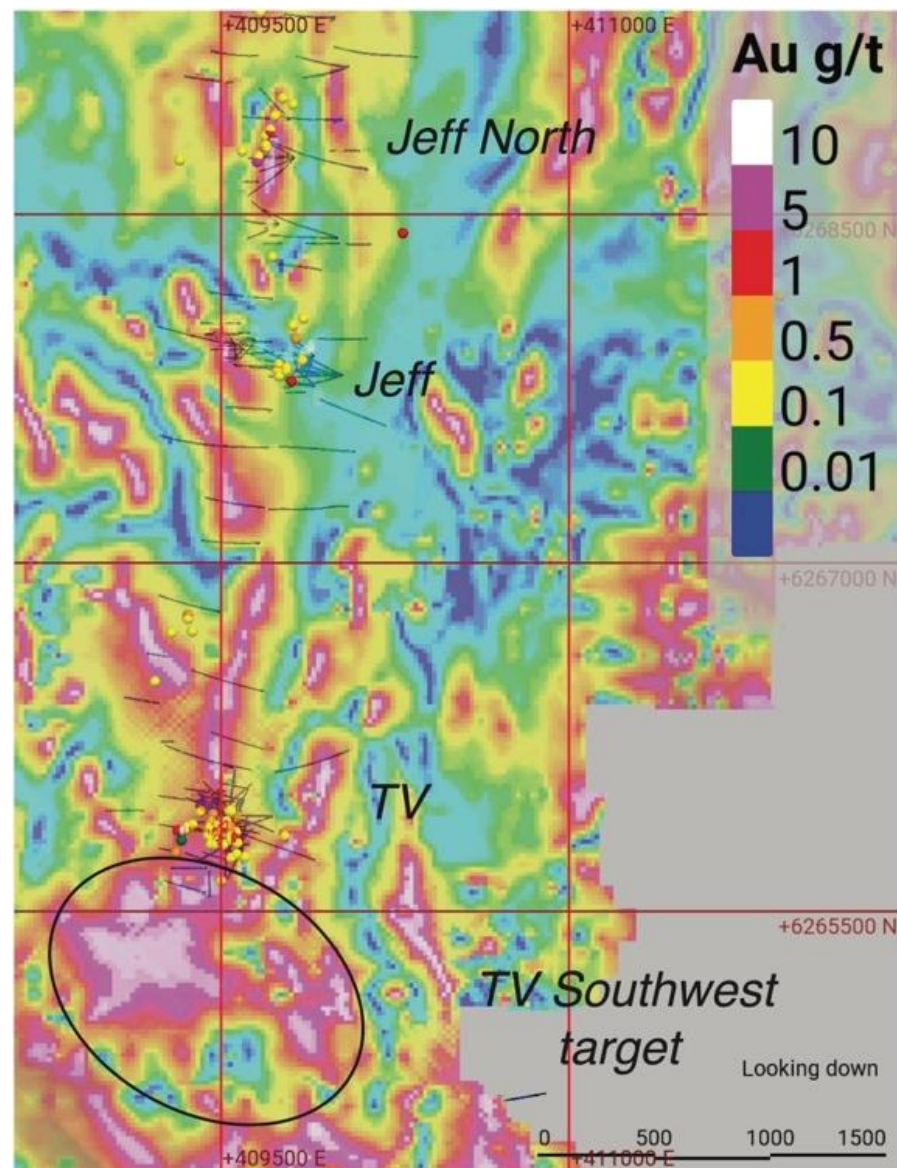 +409500 E
+411000 E
Au g/t
10
5
1
0.5
0.1
0.01
Jeff North
6268500 N
Jeff
+6267000 N
TV
+6265500 N
TV Southwest
target
Looking down
0 500 1000 1500
+409500 E
+411000 E